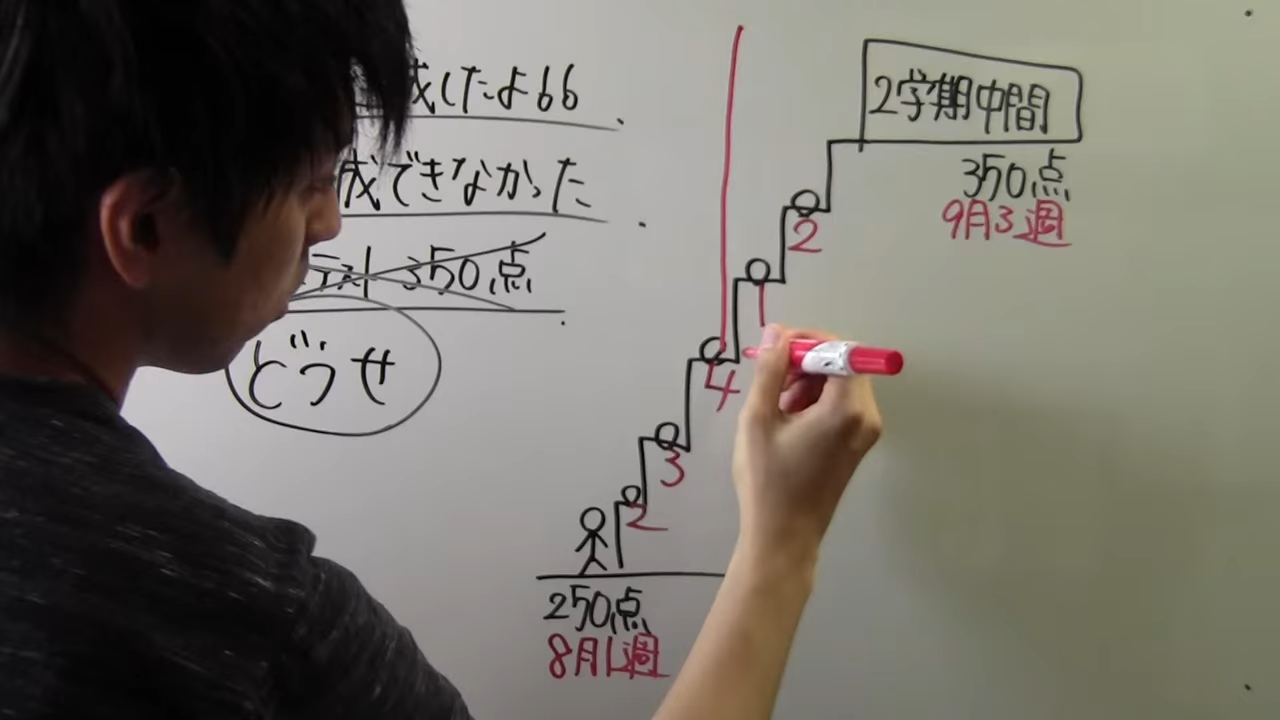 成したよ66
成できなかった
テスト 350点
どうせ
2学期中間
350点
9月3週
2
1
4
3
2
250点
8月1週